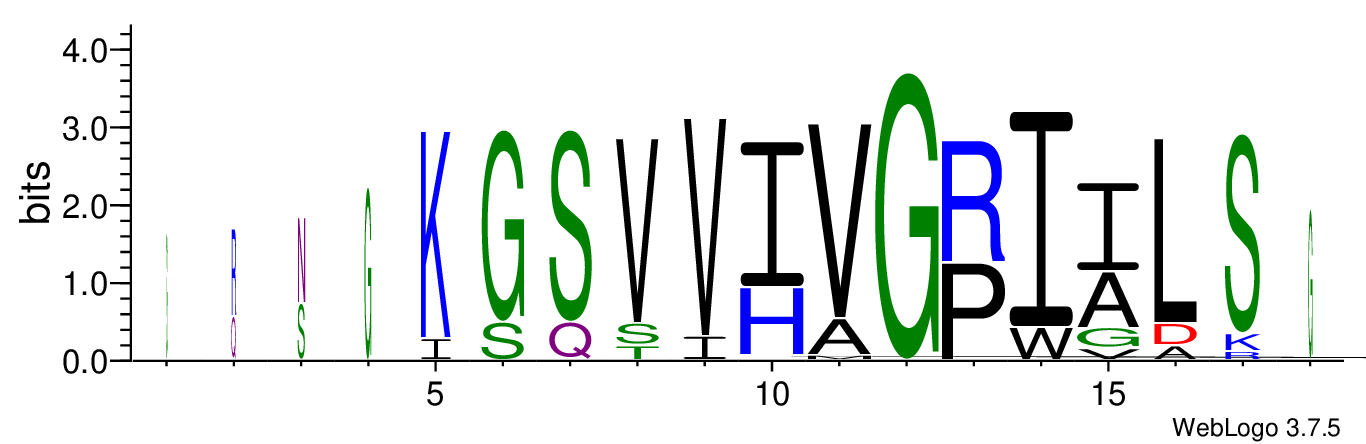 4.0
3.0
2.0
1.0
0.0
bits
R N G K G S V V I V G R I I L S G
Q S I S Q S I H A P W A D K
T G A R
V
5 10 15
WebLogo 3.7.5